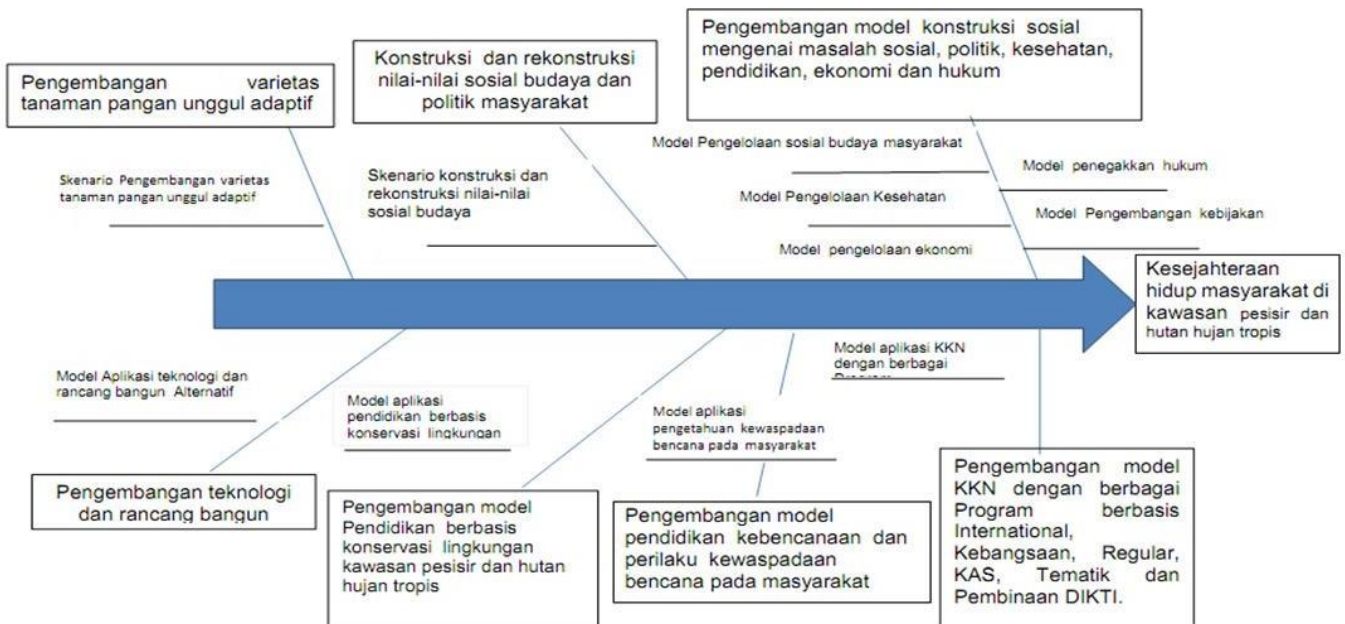 Pengembangan varietas
tanaman pangan unggul adaptif
Konstruksi dan rekonstruksi
nilai-nilai sosial budaya dan
politik masyarakat
Pengembangan model konstruksi sosial
mengenai masalah sosial, politik, kesehatan,
pendidikan, ekonomi dan hukum
Skenario Pengembangan varietas
tanaman pangan unggul adaptif
Skenario konstruksi dan
rekonstruksi nilai-nilai
sosial budaya
Model Pengelolaan sosial budaya masyarakat
Model Pengelolaan Kesehatan
Model pengelolaan ekonomi
Model penegakkan hukum
Model Pengembangan kebijakan
Kesejahteraan
hidup masyarakat di
kawasan pesisir dan
hutan hujan tropis
Model Aplikasi teknologi dan
rancang bangun Alternatif
Model aplikasi
pendidikan berbasis
konservasi lingkungan
Model aplikasi
pengetahuan kewaspadaan
bencana pada masyarakat
Model aplikasi KKN
dengan berbagai
Program
Pengembangan teknologi
dan rancang bangun
Pengembangan model
Pendidikan berbasis
konservasi lingkungan
kawasan pesisir dan hutan
hujan tropis
Pengembangan model
pendidikan kebencanaan dan
perilaku kewaspadaan
bencana pada masyarakat
Pengembangan model
KKN dengan berbagai
Program berbasis
International,
Kebangsaan, Regular,
KAS, Tematik dan
Pembinaan DIKTI.